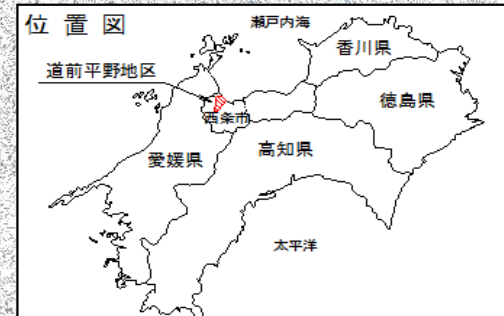 位置図
瀬戸内海
香川県
道前平野地区
徳島県
西条市
高知県
愛媛県
太平洋